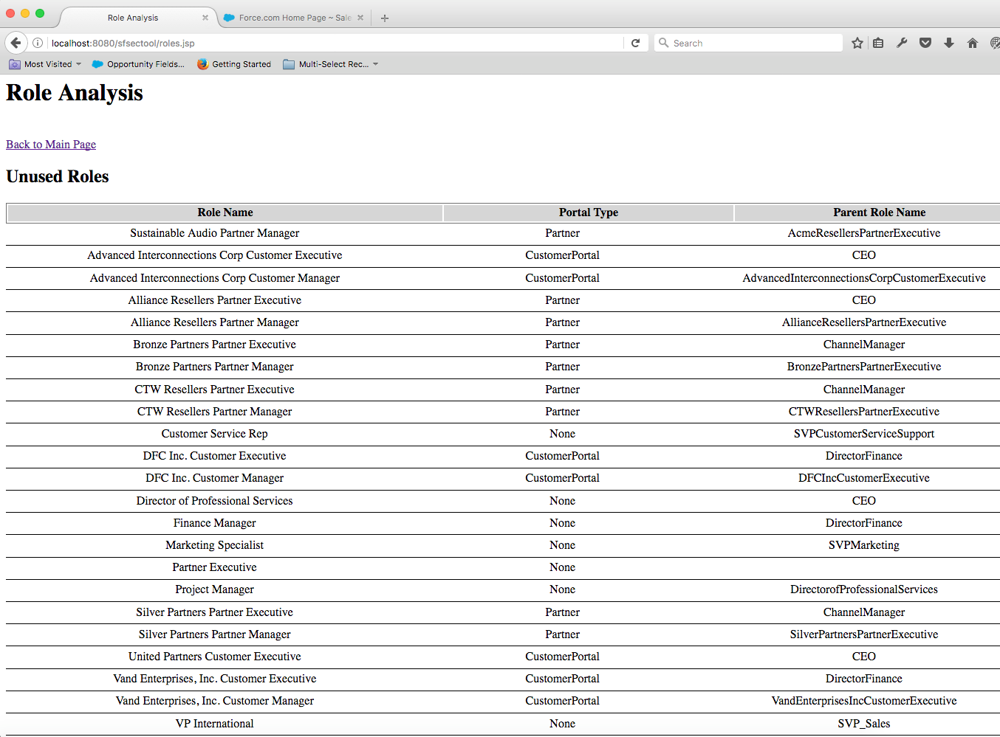 Role Analysis
Force.com Home Page ~ Sale
localhost:8080/sfsectool/roles.jsp
Search
Most Visited Opportunity Fields... Getting Started Multi-Select Rec...
Role Analysis
Back to Main Page
Unused Roles
Role Name Portal Type Parent Role Name
Sustainable Audio Partner Manager Partner AcmeResellersPartnerExecutive
Advanced Interconnections Corp Customer Executive CustomerPortal CEO
Advanced Interconnections Corp Customer Manager CustomerPortal AdvancedInterconnectionsCorpCustomerExecutive
Alliance Resellers Partner Executive Partner CEO
Alliance Resellers Partner Manager Partner AllianceResellersPartnerExecutive
Bronze Partners Partner Executive Partner ChannelManager
Bronze Partners Partner Manager Partner BronzePartnersPartnerExecutive
CTW Resellers Partner Executive Partner ChannelManager
CTW Resellers Partner Manager Partner CTWResellersPartnerExecutive
Customer Service Rep None SVPCustomerServiceSupport
DFC Inc. Customer Executive CustomerPortal DirectorFinance
DFC Inc. Customer Manager CustomerPortal DFCIncCustomerExecutive
Director of Professional Services None CEO
Finance Manager None DirectorFinance
Marketing Specialist None SVPMarketing
Partner Executive None
Project Manager None DirectorofProfessionalServices
Silver Partners Partner Executive Partner ChannelManager
Silver Partners Partner Manager Partner SilverPartnersPartnerExecutive
United Partners Customer Executive CustomerPortal CEO
Vand Enterprises, Inc. Customer Executive CustomerPortal DirectorFinance
Vand Enterprises, Inc. Customer Manager CustomerPortal VandEnterprisesIncCustomerExecutive
VP International None SVP_Sales